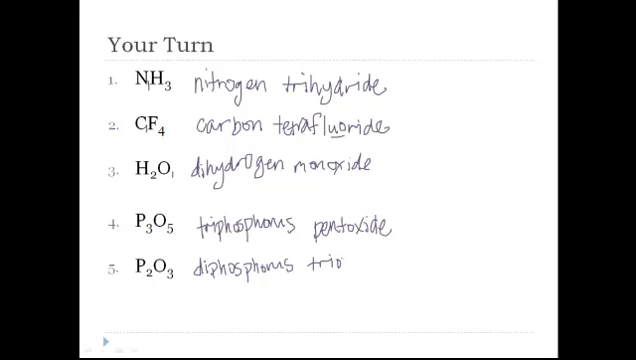 Your Turn
1. NH₃ nitrogen trihydride
2. CF₄ carbon tetrafluoride
3. H₂O₁ dihydrogen monoxide
4. P₃O₅ triphosphorus pentoxide
5. P₂O₃ diphosphorus trio